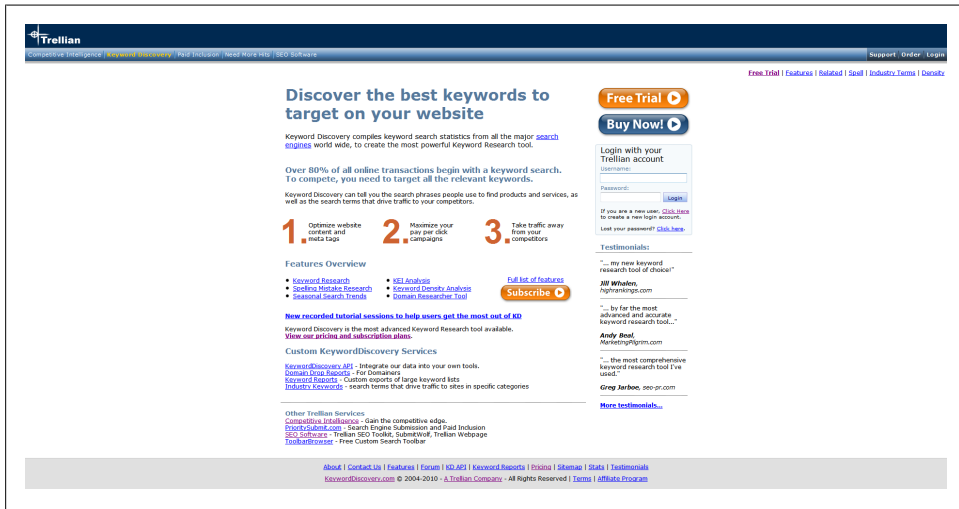 Trellian
Competitive Intelligence | Keyword Discovery | Paid Inclusion | Need More Hits | SEO Software
Support Order Login
Free Trial | Features | Related | Spell | Industry Terms | Density
Discover the best keywords to
target on your website
Keyword Discovery compiles keyword search statistics from all the major search
engines world wide, to create the most powerful Keyword Research tool.
Over 80% of all online transactions begin with a keyword search.
To compete, you need to target all the relevant keywords.
Keyword Discovery can tell you the search phrases people use to find products and services, as
well as the search terms that drive traffic to your competitors.
1. Optimize website
content and
meta tags
2. Maximize your
pay per click
campaigns
3. Take traffic away
from your
competitors
Features Overview
• Keyword Research
• Spelling Mistake Research
• Seasonal Search Trends
• KEI Analysis
• Keyword Density Analysis
• Domain Researcher Tool
Full list of features
Subscribe
New recorded tutorial sessions to help users get the most out of KD
Keyword Discovery is the most advanced Keyword Research tool available.
View our pricing and subscription plans.
Custom KeywordDiscovery Services
KeywordDiscovery API - Integrate our data into your own tools.
Domain Drop Reports - For Domainers
Keyword Reports - Custom exports of large keyword lists
Industry Keywords - search terms that drive traffic to sites in specific categories
Other Trellian Services
Competitive Intelligence - Gain the competitive edge.
PrioritySubmit.com - Search Engine Submission and Paid Inclusion
SEO Software - Trellian SEO Toolkit, SubmitWolf, Trellian Webpage
ToolbarBrowser - Free Custom Search Toolbar
Free Trial
Buy Now!
Login with your
Trellian account
Username:
Password:
Login
If you are a new user, Click Here
to create a new login account.
Lost your password? Click here.
Testimonials:
"... my new keyword
research tool of choice!"
Jill Whalen,
highrankings.com
"... by far the most
advanced and accurate
keyword research tool..."
Andy Beal,
MarketingPilgrim.com
"... the most comprehensive
keyword research tool I've
used."
Greg Jarboe, seo-pr.com
More testimonials...
About | Contact Us | Features | Forum | KD API | Keyword Reports | Pricing | Sitemap | Stats | Testimonials
KeywordDiscovery.com © 2004-2010 - A Trellian Company - All Rights Reserved | Terms | Affiliate Program